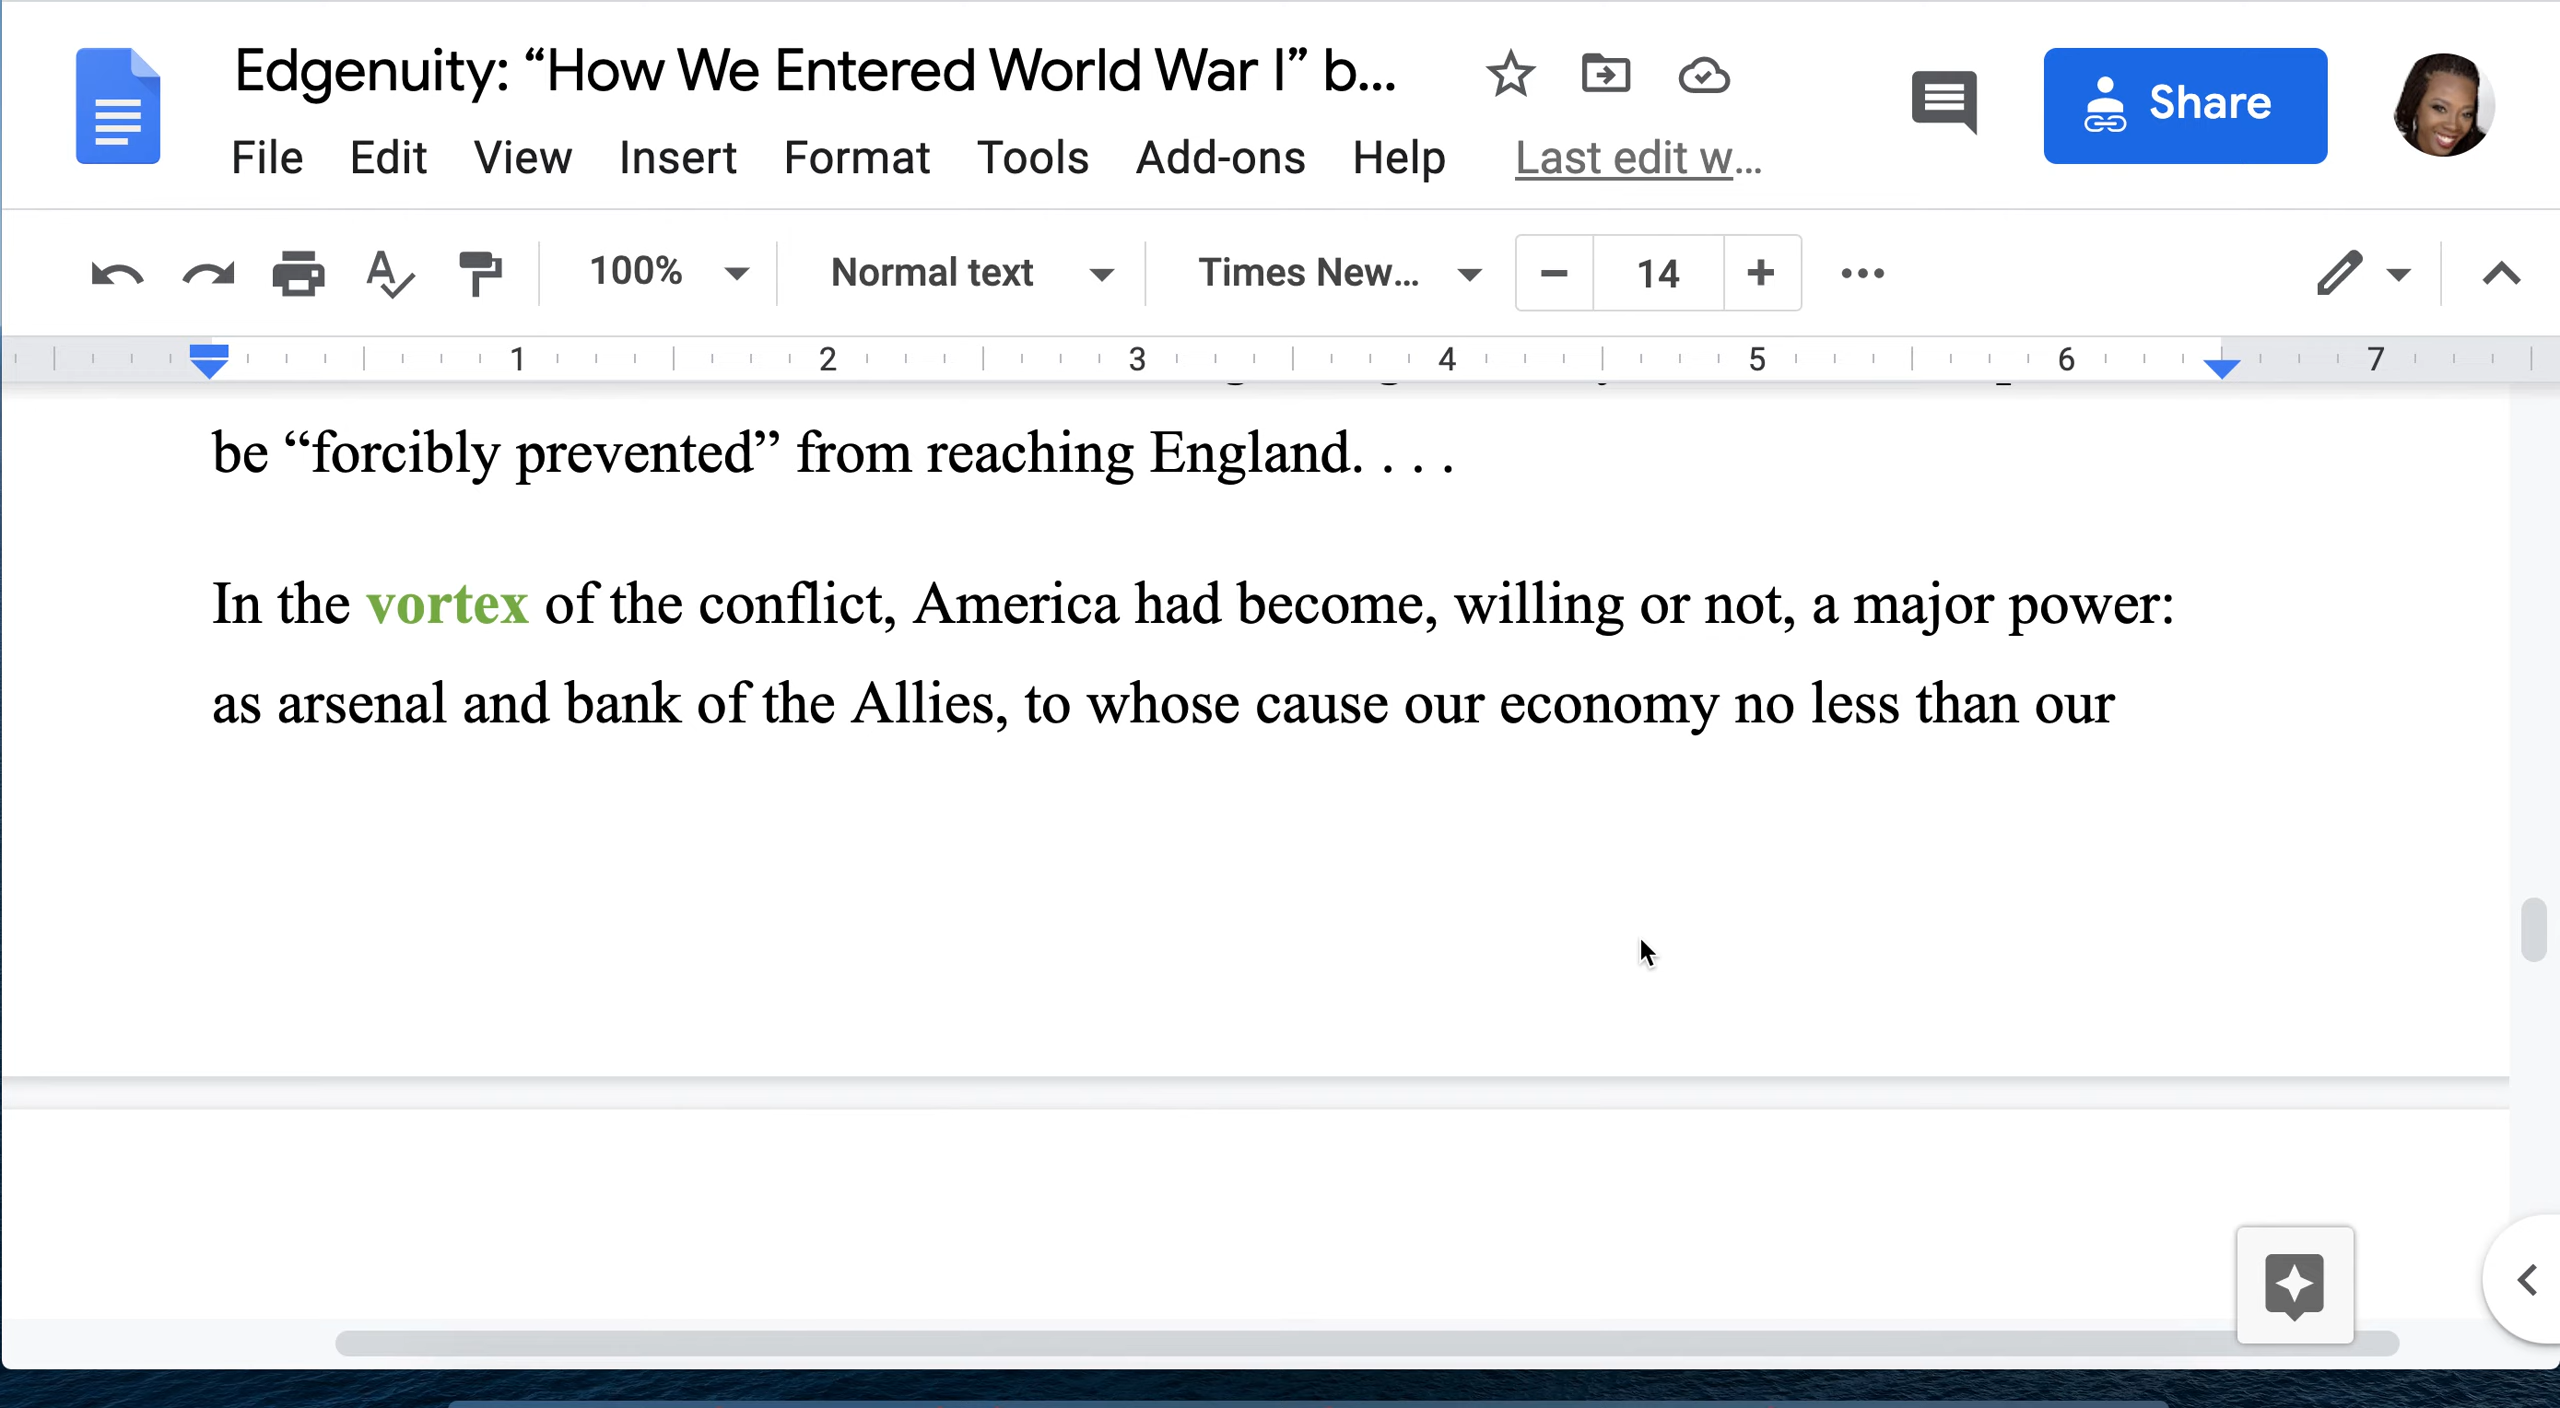 Edgenuity: “How We Entered World War I” b...
File Edit View Insert Format Tools Add-ons Help Last edit w...
Share
100% Normal text Times New... 14
1 2 3 4 5 6 7
be “forcibly prevented” from reaching England. . . .
In the vortex of the conflict, America had become, willing or not, a major power:
as arsenal and bank of the Allies, to whose cause our economy no less than our